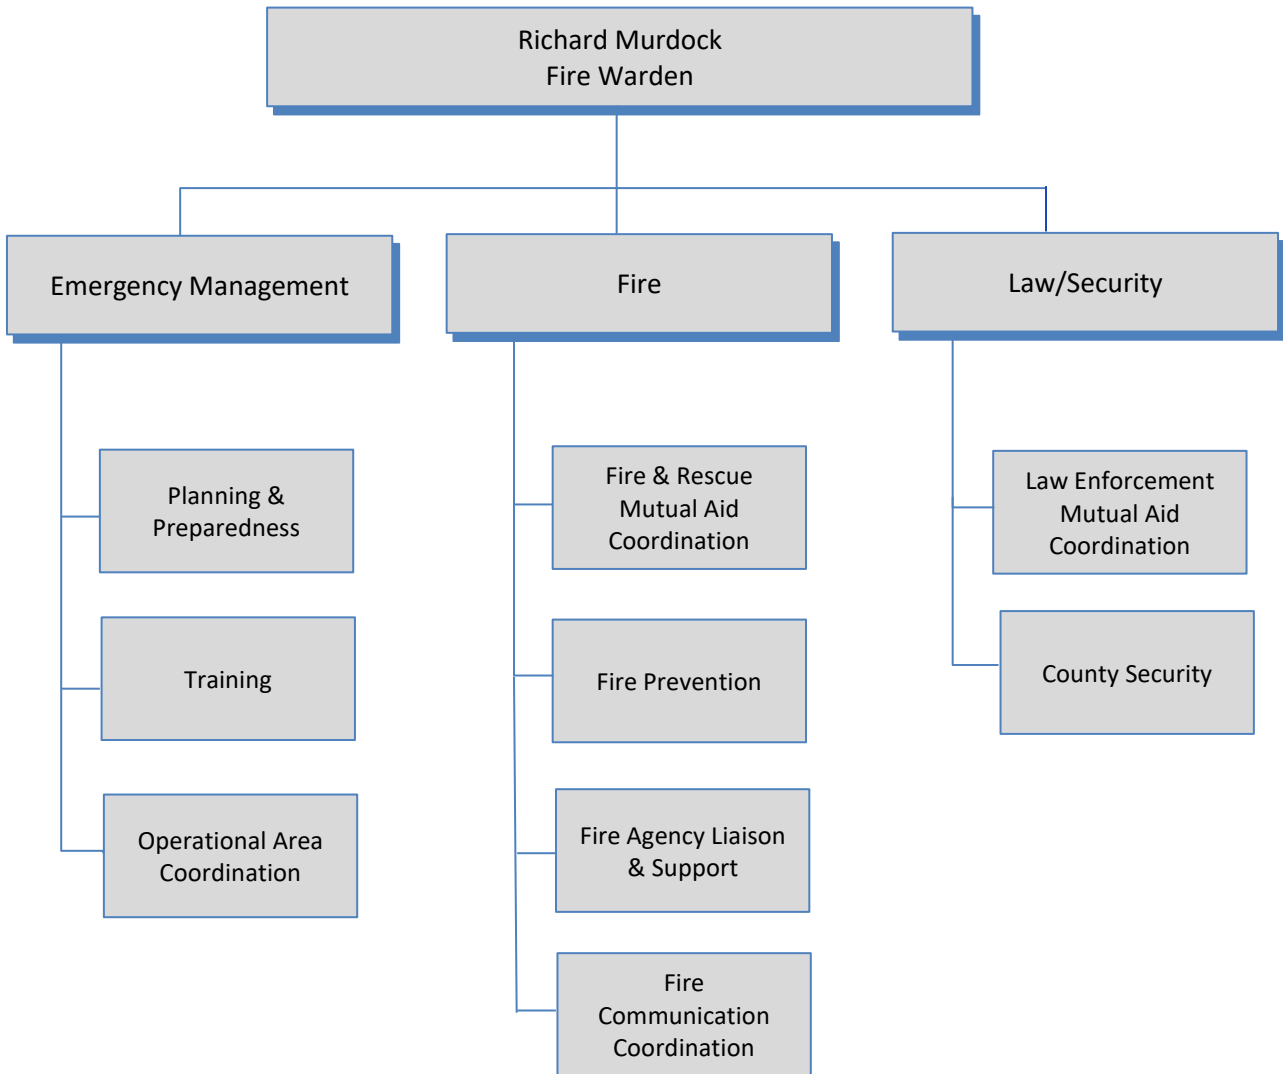 Richard Murdock
Fire Warden
Emergency Management
Fire
Law/Security
Planning &
Preparedness
Training
Operational Area
Coordination
Fire & Rescue
Mutual Aid
Coordination
Fire Prevention
Fire Agency Liaison
& Support
Fire
Communication
Coordination
Law Enforcement
Mutual Aid
Coordination
County Security